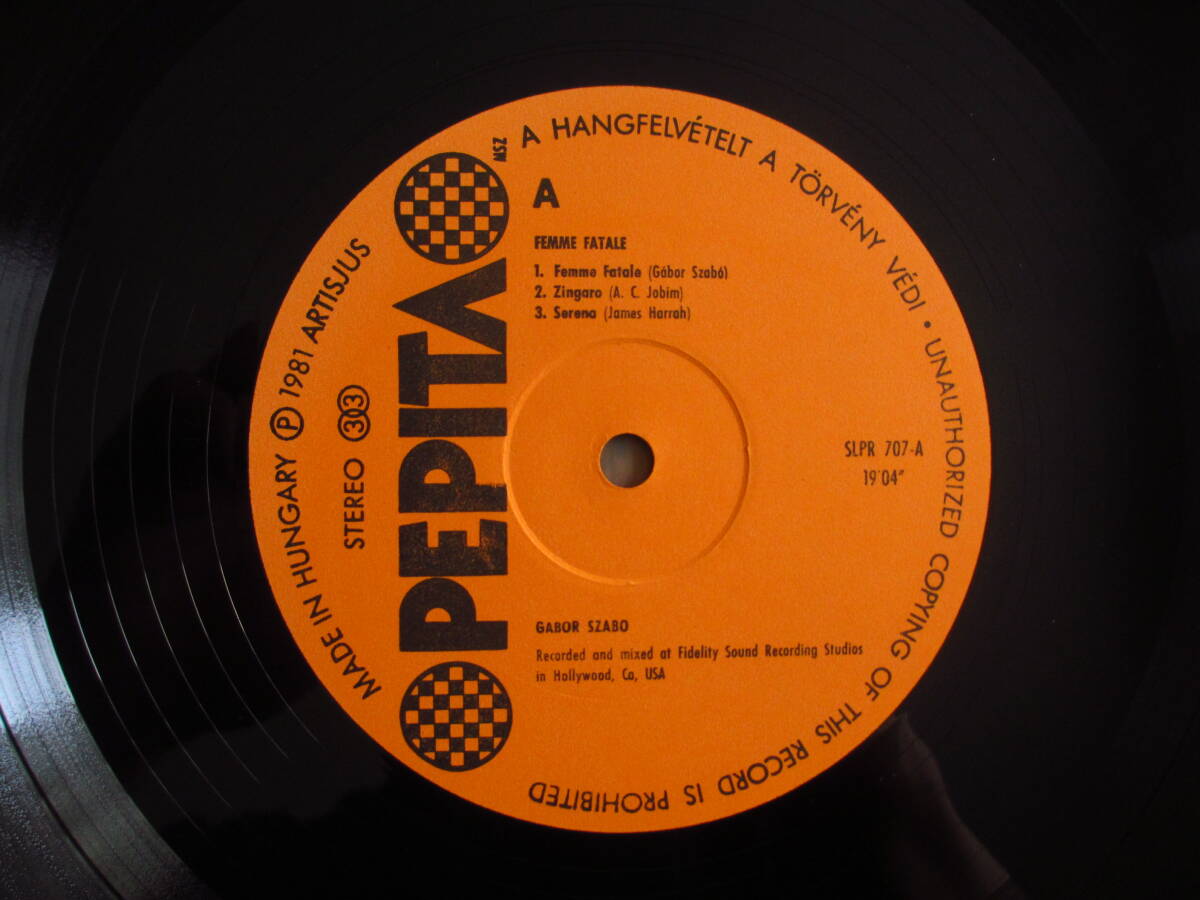 A HANGFELVÉTELT A TÖRVÉNY VÉDI • UNAUTHORIZED COPYING OF THIS RECORD IS PROHIBITED
MADE IN HUNGARY Ⓟ 1981 ARTISJUS
STEREO 33
PEPITA
MSZ
A
FEMME FATALE
1. Femme Fatale (Gábor Szabó)
2. Zingaro (A. C. Jobim)
3. Serena (James Harrah)
SLPR 707-A
19'04"
GABOR SZABO
Recorded and mixed at Fidelity Sound Recording Studios
in Hollywood, Ca, USA